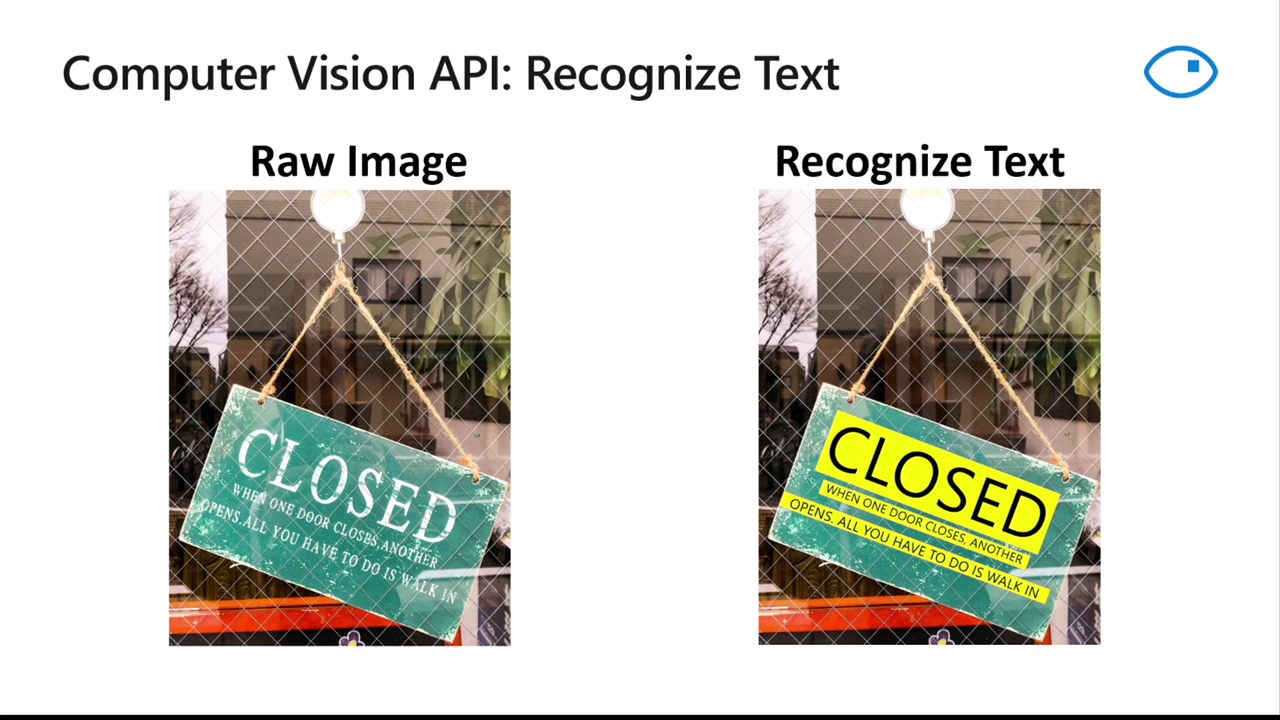 Computer Vision API: Recognize Text
Raw Image
CLOSED
WHEN ONE DOOR CLOSES, ANOTHER
OPENS. ALL YOU HAVE TO DO IS WALK IN
Recognize Text
CLOSED
WHEN ONE DOOR CLOSES, ANOTHER
OPENS. ALL YOU HAVE TO DO IS WALK IN